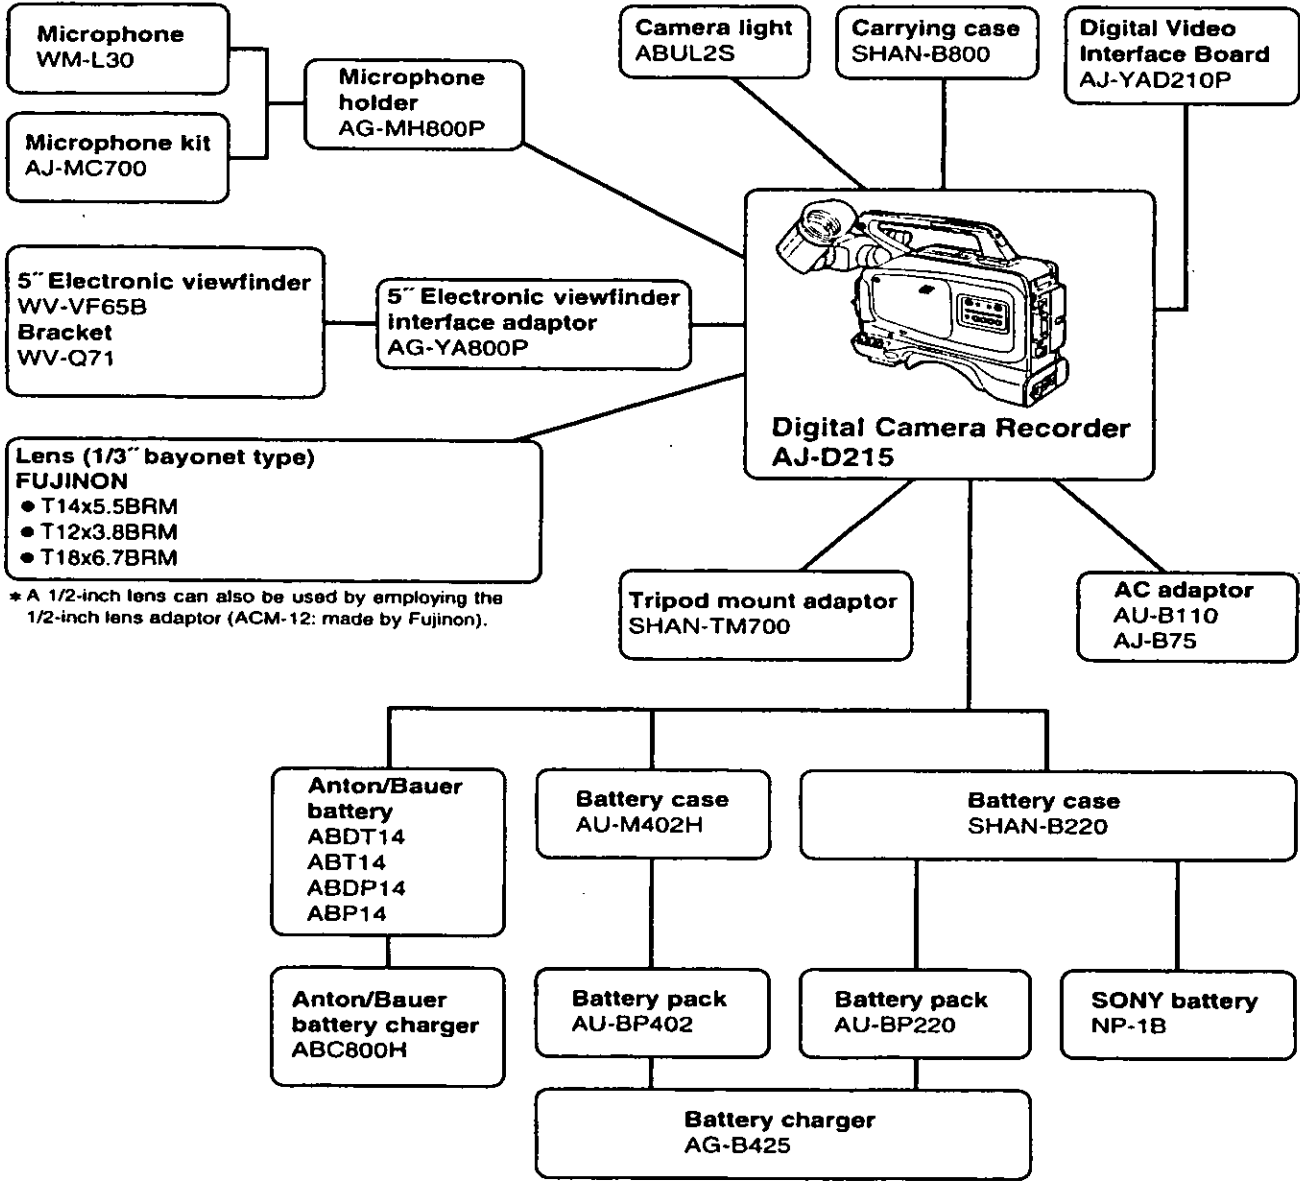 Microphone
WM-L30
Microphone kit
AJ-MC700
Microphone
holder
AG-MH800P
Camera light
ABUL2S
Carrying case
SHAN-B800
Digital Video
Interface Board
AJ-YAD210P
5˝ Electronic viewfinder
WV-VF65B
Bracket
WV-Q71
5˝ Electronic viewfinder
interface adaptor
AG-YA800P
Digital Camera Recorder
AJ-D215
Lens (1/3˝ bayonet type)
FUJINON
● T14x5.5BRM
● T12x3.8BRM
● T18x6.7BRM
* A 1/2-inch lens can also be used by employing the
1/2-inch lens adaptor (ACM-12: made by Fujinon).
Tripod mount adaptor
SHAN-TM700
AC adaptor
AU-B110
AJ-B75
Anton/Bauer
battery
ABDT14
ABT14
ABDP14
ABP14
Battery case
AU-M402H
Battery case
SHAN-B220
Anton/Bauer
battery charger
ABC800H
Battery pack
AU-BP402
Battery pack
AU-BP220
SONY battery
NP-1B
Battery charger
AG-B425